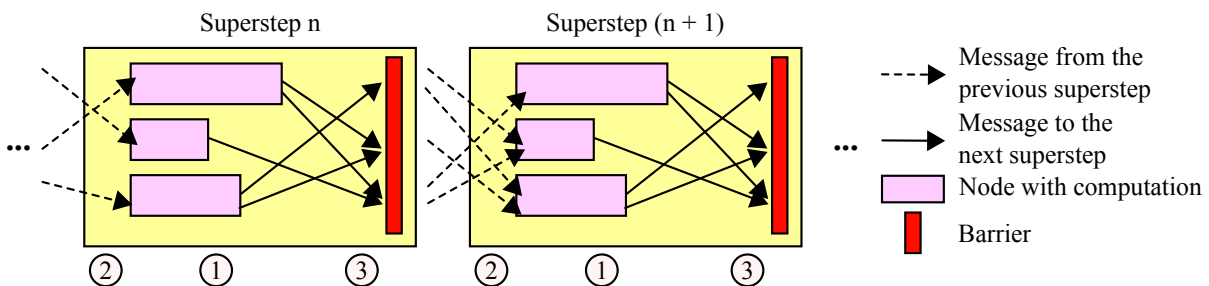 Superstep n
Superstep (n + 1)
...
...
2
1
3
2
1
3
Message from the
previous superstep
Message to the
next superstep
Node with computation
Barrier